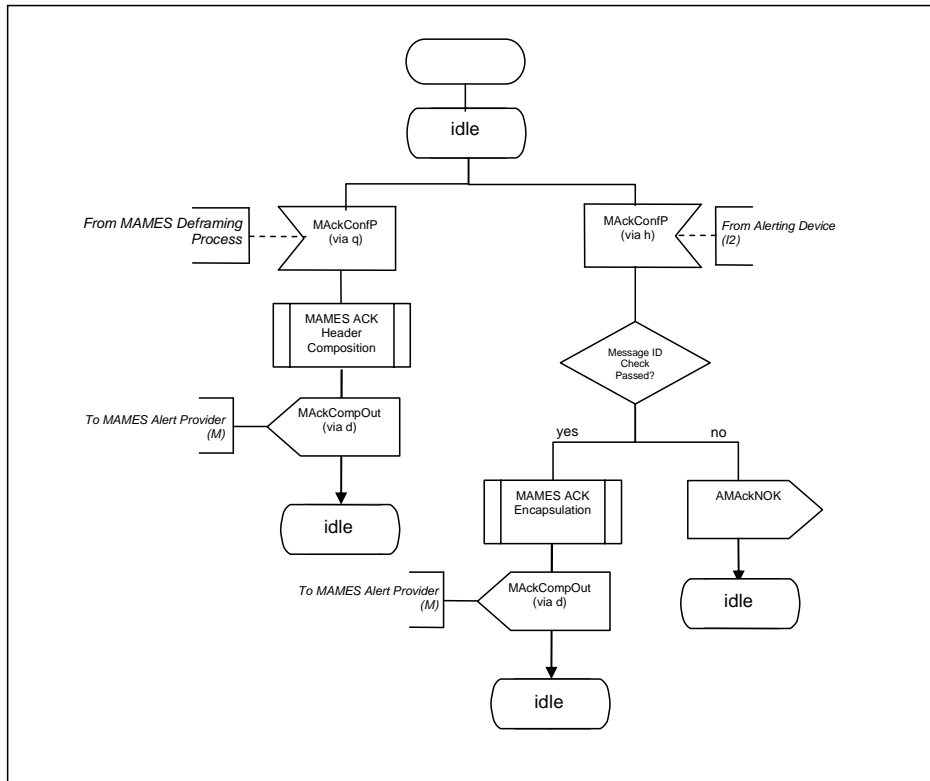 idle
From MAMES Deframing
Process
MAckConfP
(via q)
MAckConfP
(via h)
From Alerting Device
(I2)
MAMES ACK
Header
Composition
Message ID
Check
Passed?
To MAMES Alert Provider
(M)
MAckCompOut
(via d)
yes
no
idle
MAMES ACK
Encapsulation
AMAckNOK
To MAMES Alert Provider
(M)
MAckCompOut
(via d)
idle
idle